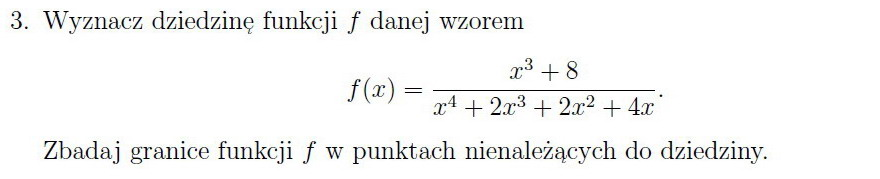 3. Wyznacz dziedzinę funkcji f danej wzorem
f(x) = \frac{x^3 + 8}{x^4 + 2x^3 + 2x^2 + 4x}.
Zbadaj granice funkcji f w punktach nienależących do dziedziny.